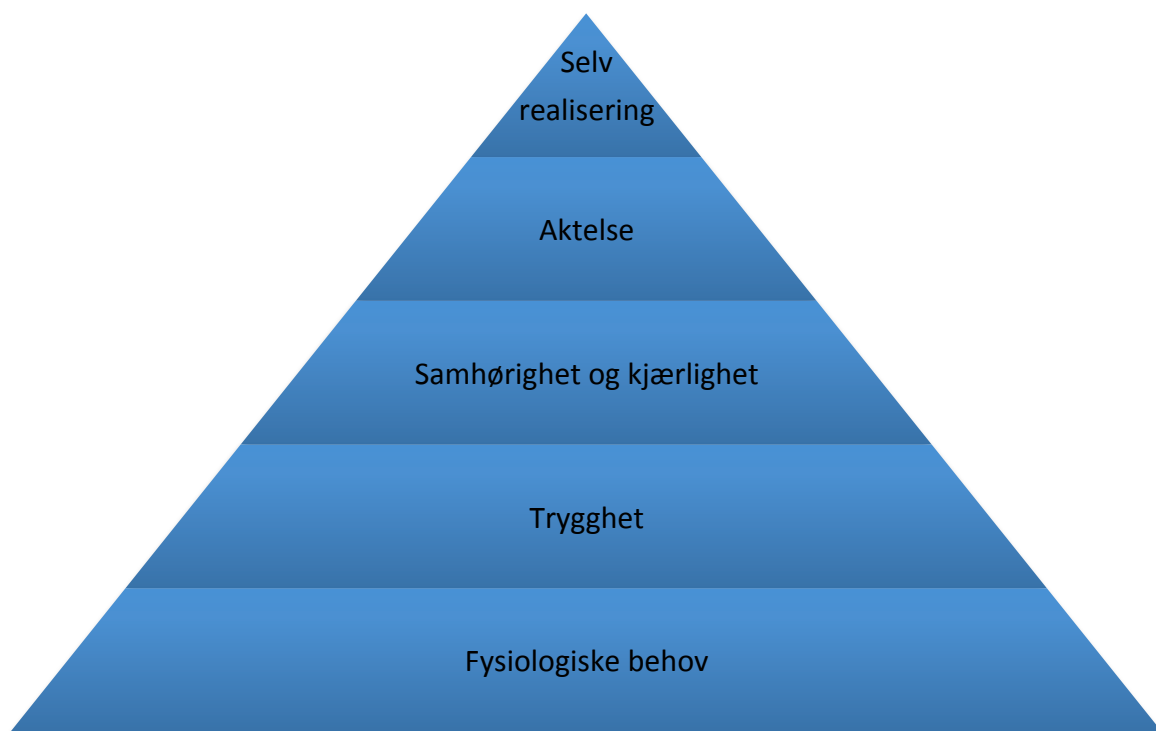 Selv
realisering
Aktelse
Samhørighet og kjærlighet
Trygghet
Fysiologiske behov